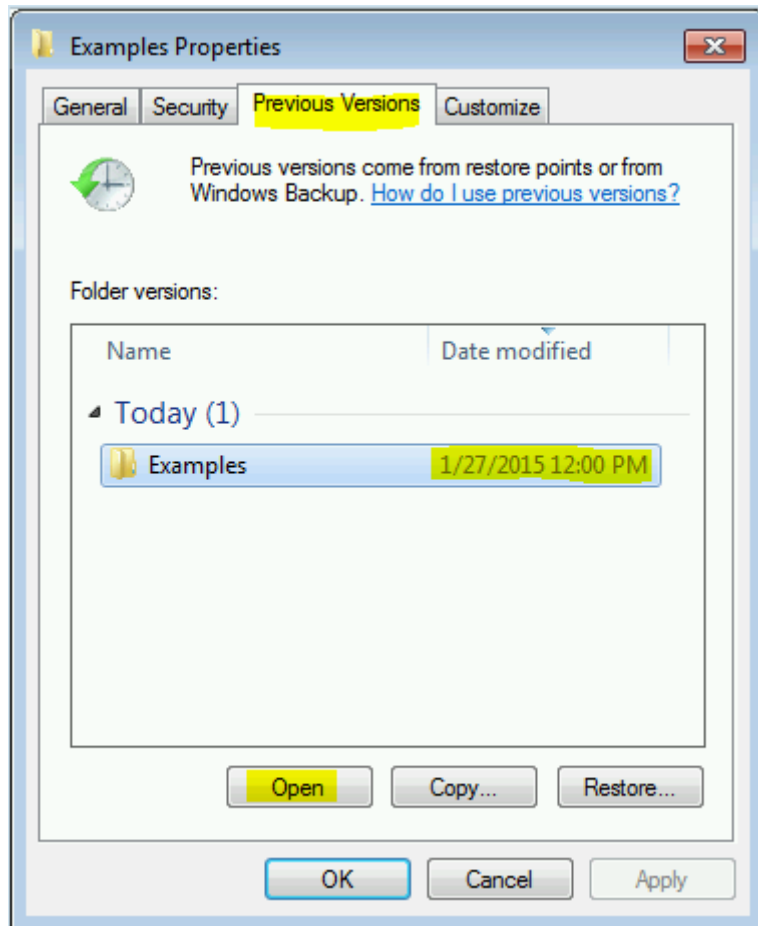 Examples Properties
General Security Previous Versions Customize
Previous versions come from restore points or from
Windows Backup. How do I use previous versions?
Folder versions:
Name Date modified
Today (1)
Examples 1/27/2015 12:00 PM
Open Copy... Restore...
OK Cancel Apply